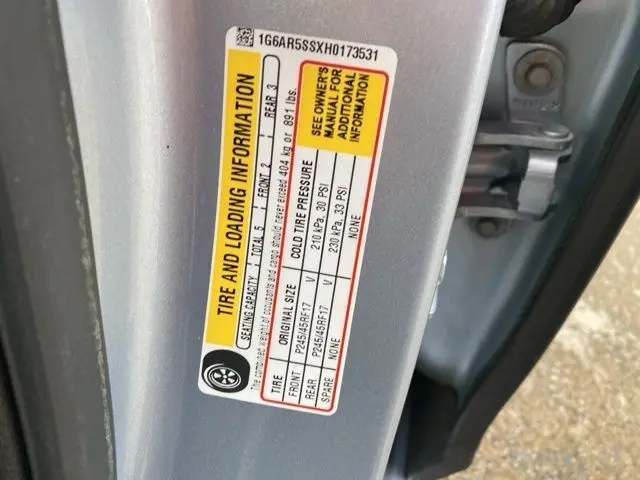 1G6AR5SSXH0173531
TIRE AND LOADING INFORMATION
SEATING CAPACITY TOTAL 5 FRONT 2 REAR 3
The combined weight of occupants and cargo should never exceed 404 kg or 891 lbs.
TIRE ORIGINAL SIZE COLD TIRE PRESSURE
FRONT P245/45RF17 V 210 kPa, 30 PSI
REAR P245/45RF17 V 230 kPa, 33 PSI
SPARE NONE NONE
SEE OWNER'S
MANUAL FOR
ADDITIONAL
INFORMATION